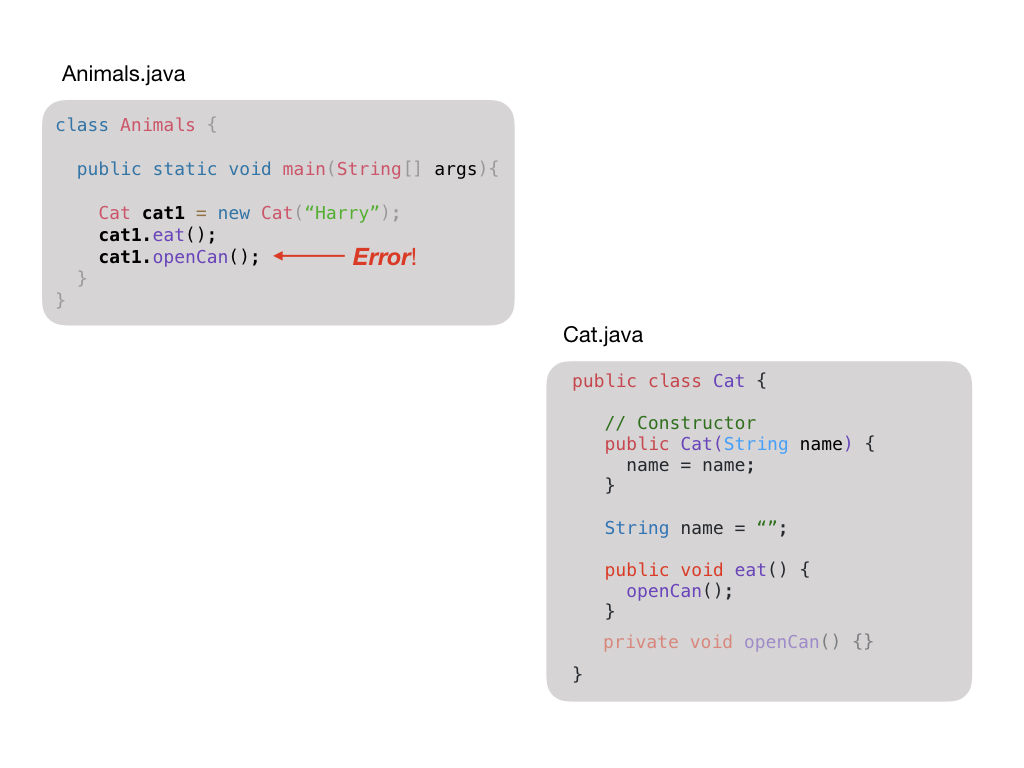 Animals.java
class Animals {
public static void main(String[] args){
Cat cat1 = new Cat(“Harry”);
cat1.eat();
cat1.openCan(); Error!
}
}
Cat.java
public class Cat {
// Constructor
public Cat(String name) {
name = name;
}
String name = “”;
public void eat() {
openCan();
}
private void openCan() {}
}